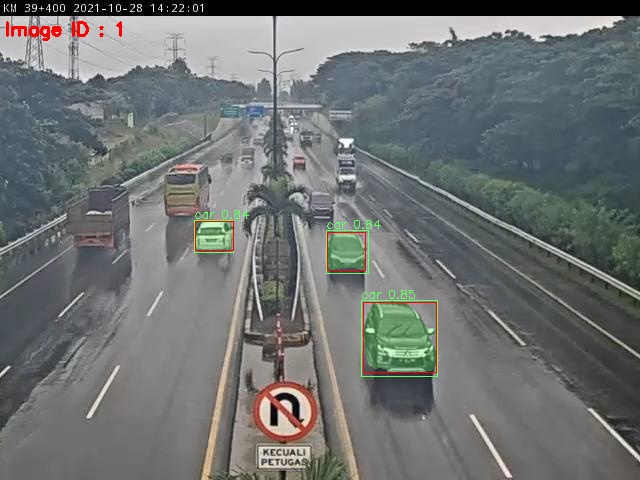 KM 39+400 2021-10-28 14:22:01
Image ID : 1
car 0.84
car 0.84
car 0.85
KECUALI
PETUGAS